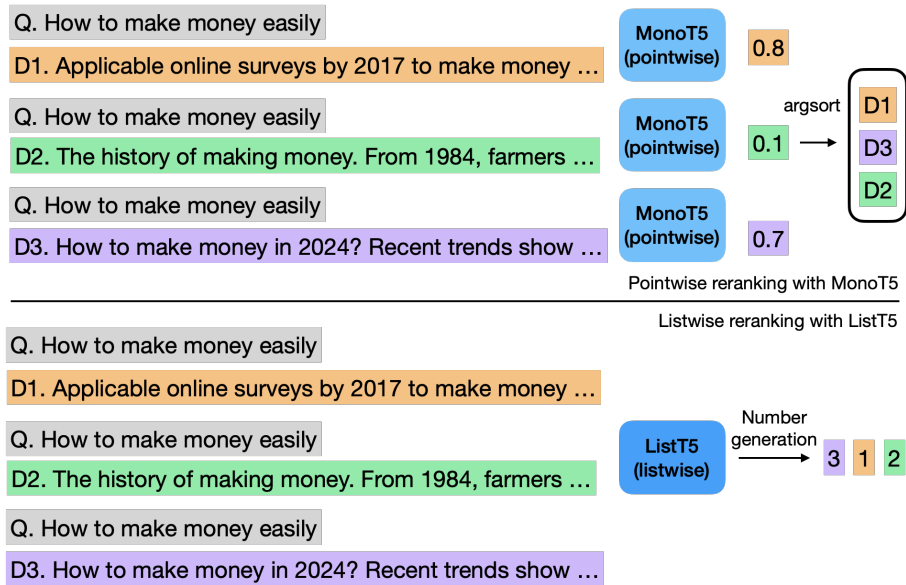 Q. How to make money easily
D1. Applicable online surveys by 2017 to make money …
MonoT5
(pointwise)
0.8
Q. How to make money easily
D2. The history of making money. From 1984, farmers …
MonoT5
(pointwise)
0.1
argsort
D1
D3
D2
Q. How to make money easily
D3. How to make money in 2024? Recent trends show …
MonoT5
(pointwise)
0.7
Pointwise reranking with MonoT5
Listwise reranking with ListT5
Q. How to make money easily
D1. Applicable online surveys by 2017 to make money …
Q. How to make money easily
D2. The history of making money. From 1984, farmers …
Q. How to make money easily
D3. How to make money in 2024? Recent trends show …
ListT5
(listwise)
Number
generation
3 1 2